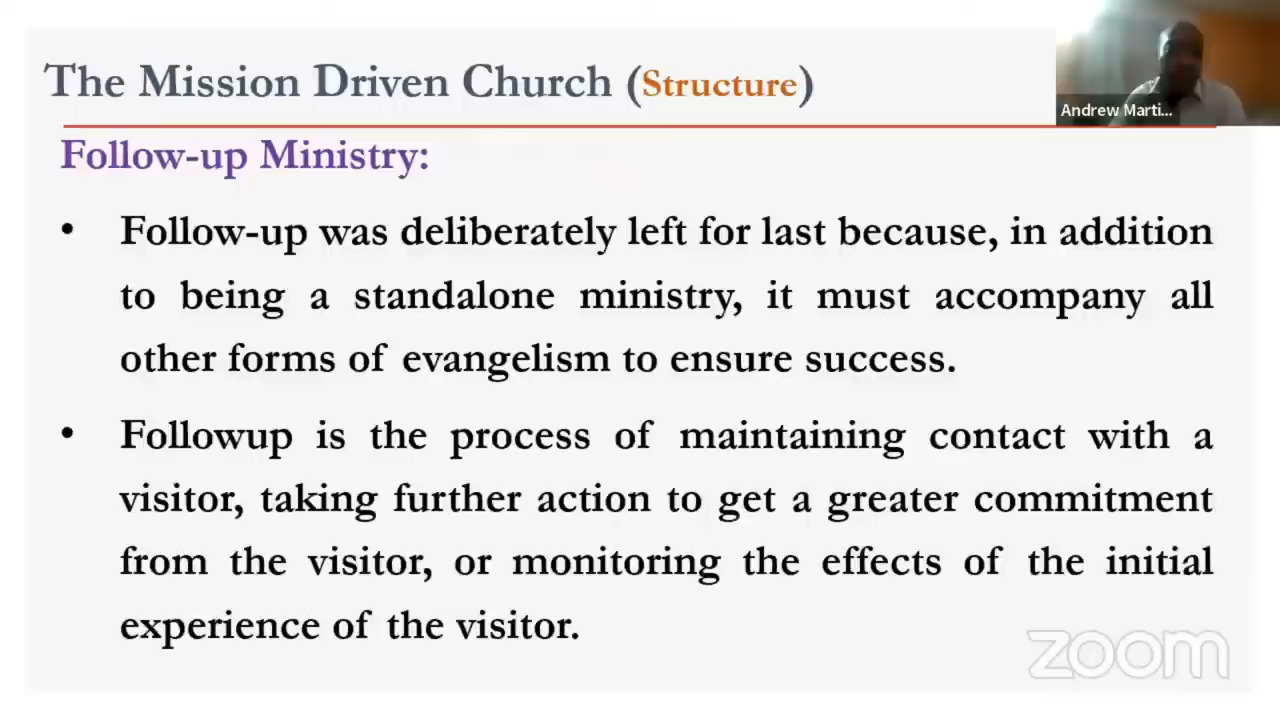 The Mission Driven Church (Structure)
Andrew Marti...
Follow-up Ministry:
• Follow-up was deliberately left for last because, in addition
to being a standalone ministry, it must accompany all
other forms of evangelism to ensure success.
• Followup is the process of maintaining contact with a
visitor, taking further action to get a greater commitment
from the visitor, or monitoring the effects of the initial
experience of the visitor.
zoom